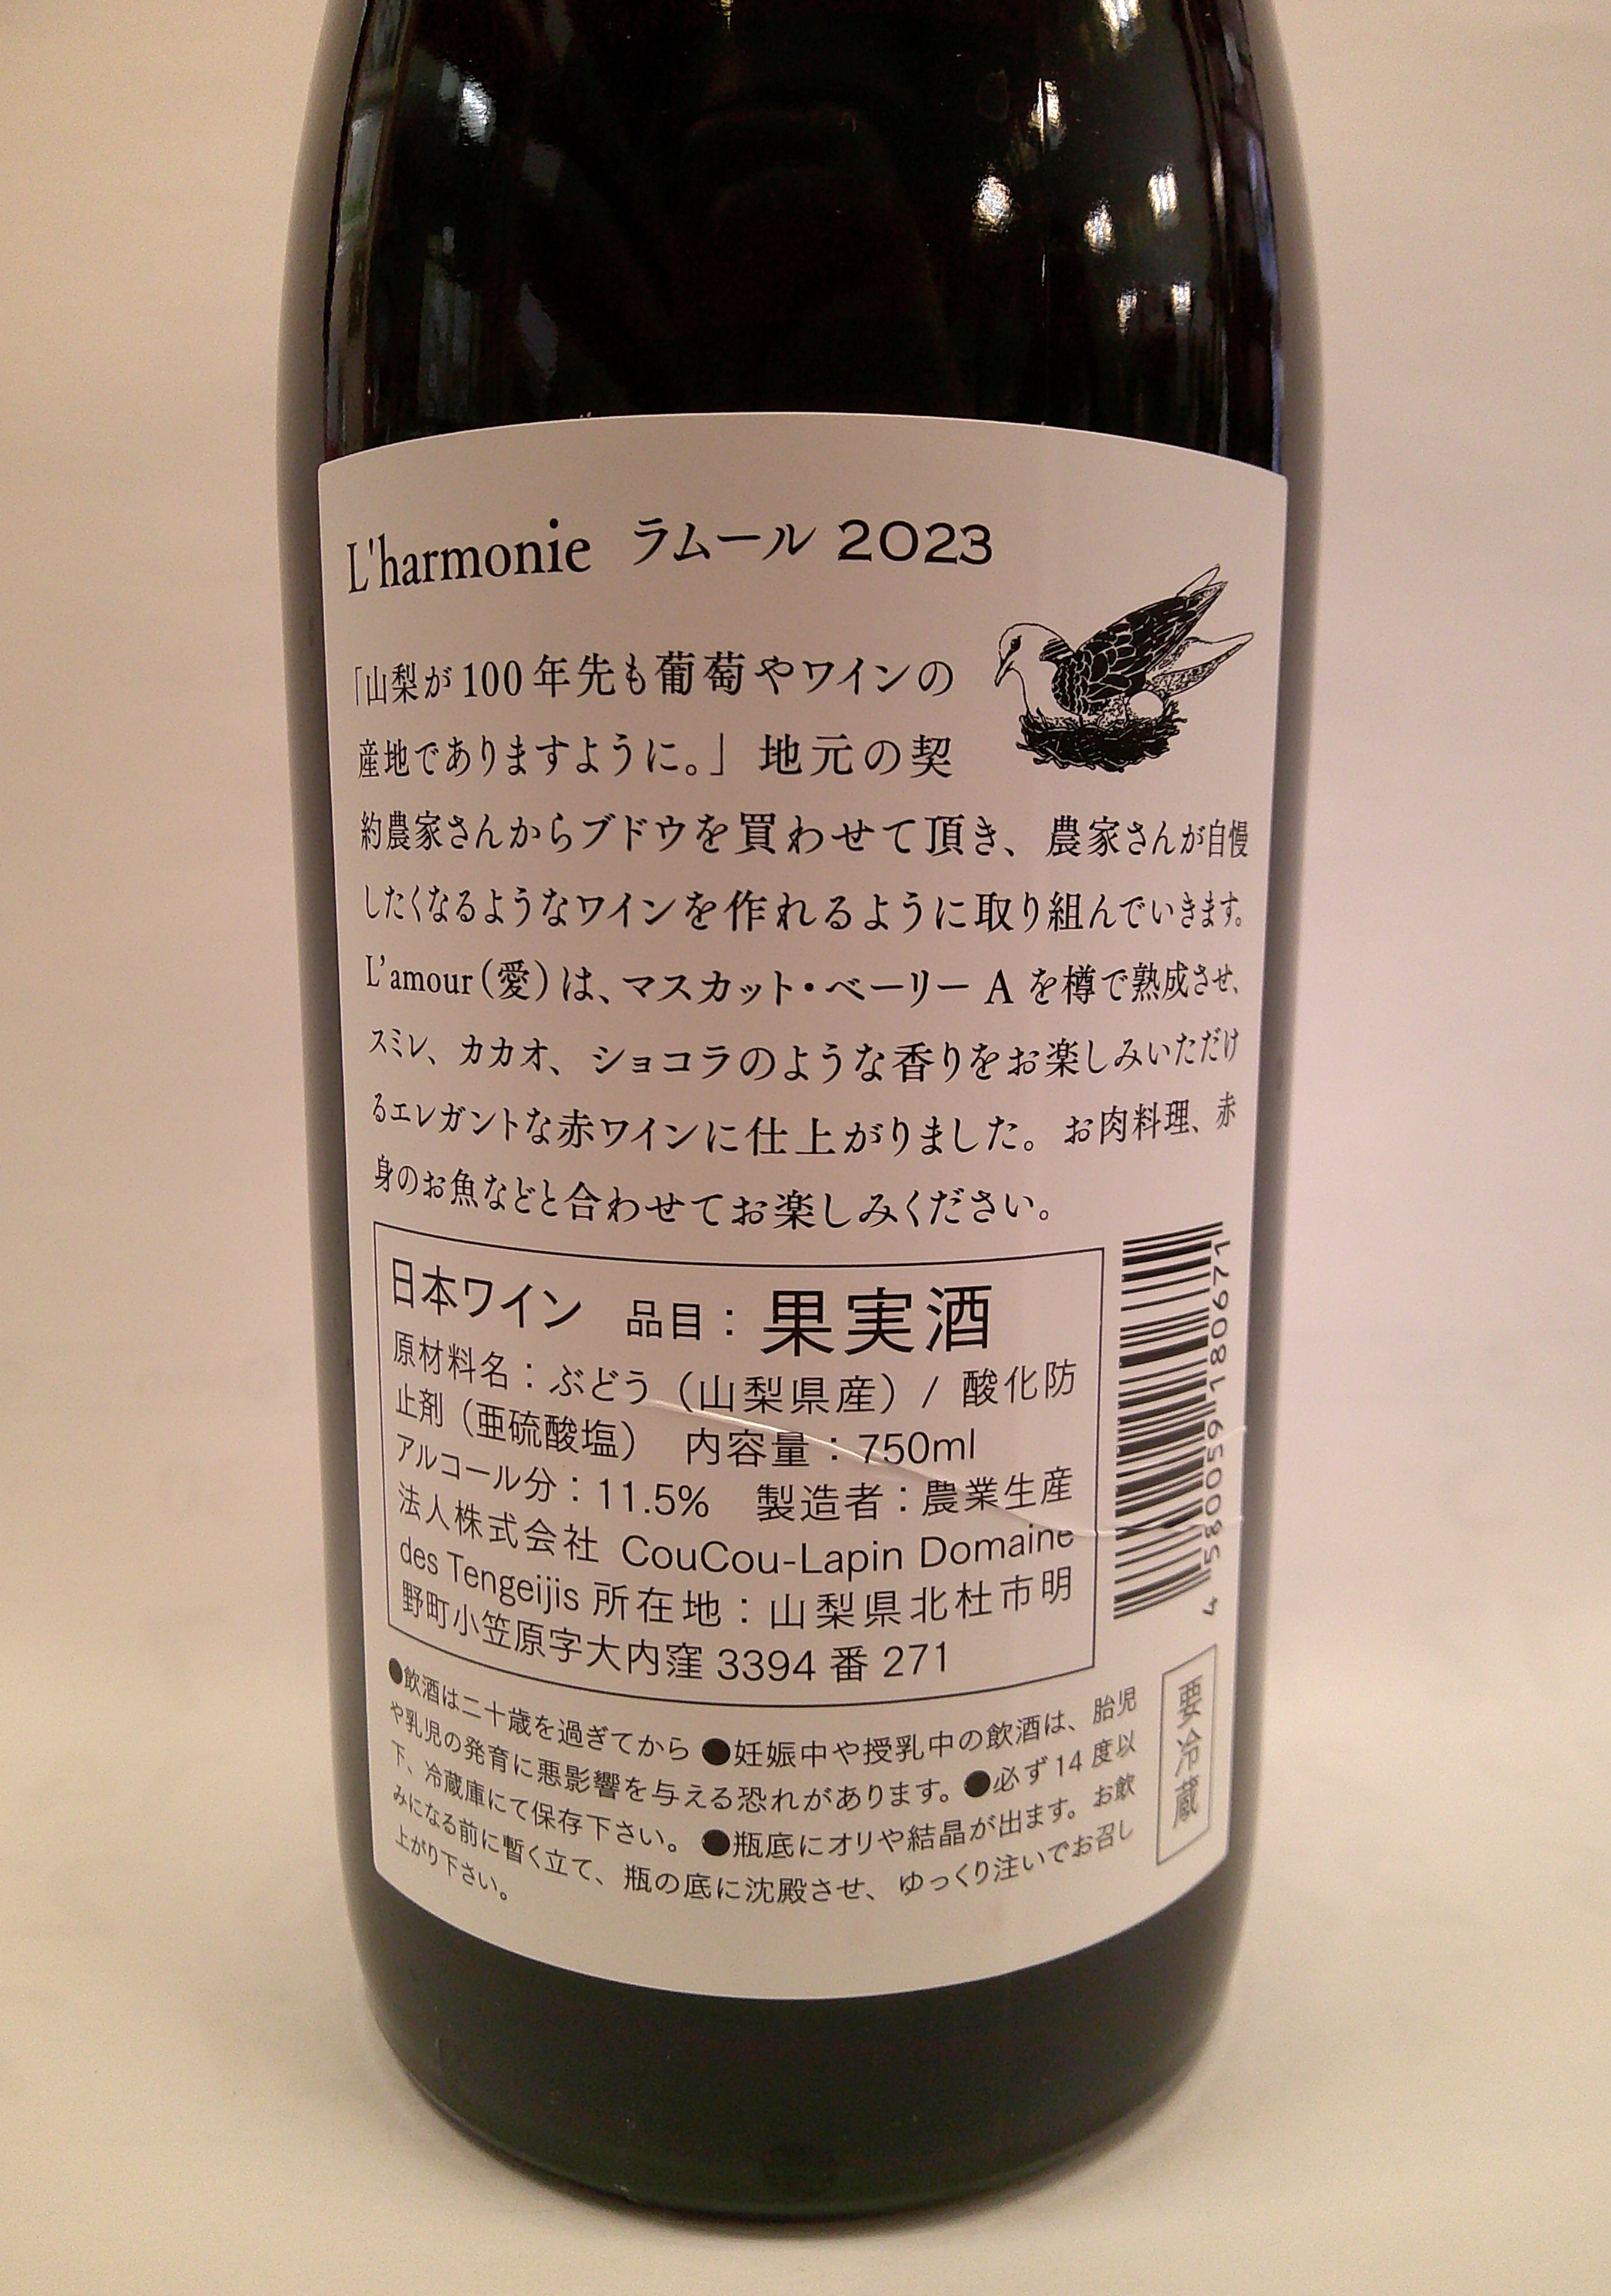 L'harmonie ラムール 2023
「山梨が100年先も葡萄やワインの
産地でありますように。」地元の契
約農家さんからブドウを買わせて頂き、農家さんが自慢
したくなるようなワインを作れるように取り組んでいきます。
L'amour(愛)は、マスカット・ベーリー A を樽で熟成させ、
スミレ、カカオ、ショコラのような香りをお楽しみいただけ
るエレガントな赤ワインに仕上がりました。お肉料理、赤
身のお魚などと合わせてお楽しみください。
日本ワイン 品目：果実酒
原材料名：ぶどう（山梨県産）/ 酸化防
止剤（亜硫酸塩） 内容量：750ml
アルコール分：11.5% 製造者：農業生産
法人株式会社 CouCou-Lapin Domaine
des Tengeijis 所在地：山梨県北杜市明
野町小笠原字大内窪 3394 番 271
4 580059 180671
●飲酒は二十歳を過ぎてから ●妊娠中や授乳中の飲酒は、胎児
や乳児の発育に悪影響を与える恐れがあります。●必ず14度以
下、冷蔵庫にて保存下さい。●瓶底にオリや結晶が出ます。お飲
みになる前に暫く立て、瓶の底に沈殿させ、ゆっくり注いでお召し
上がり下さい。
要冷蔵